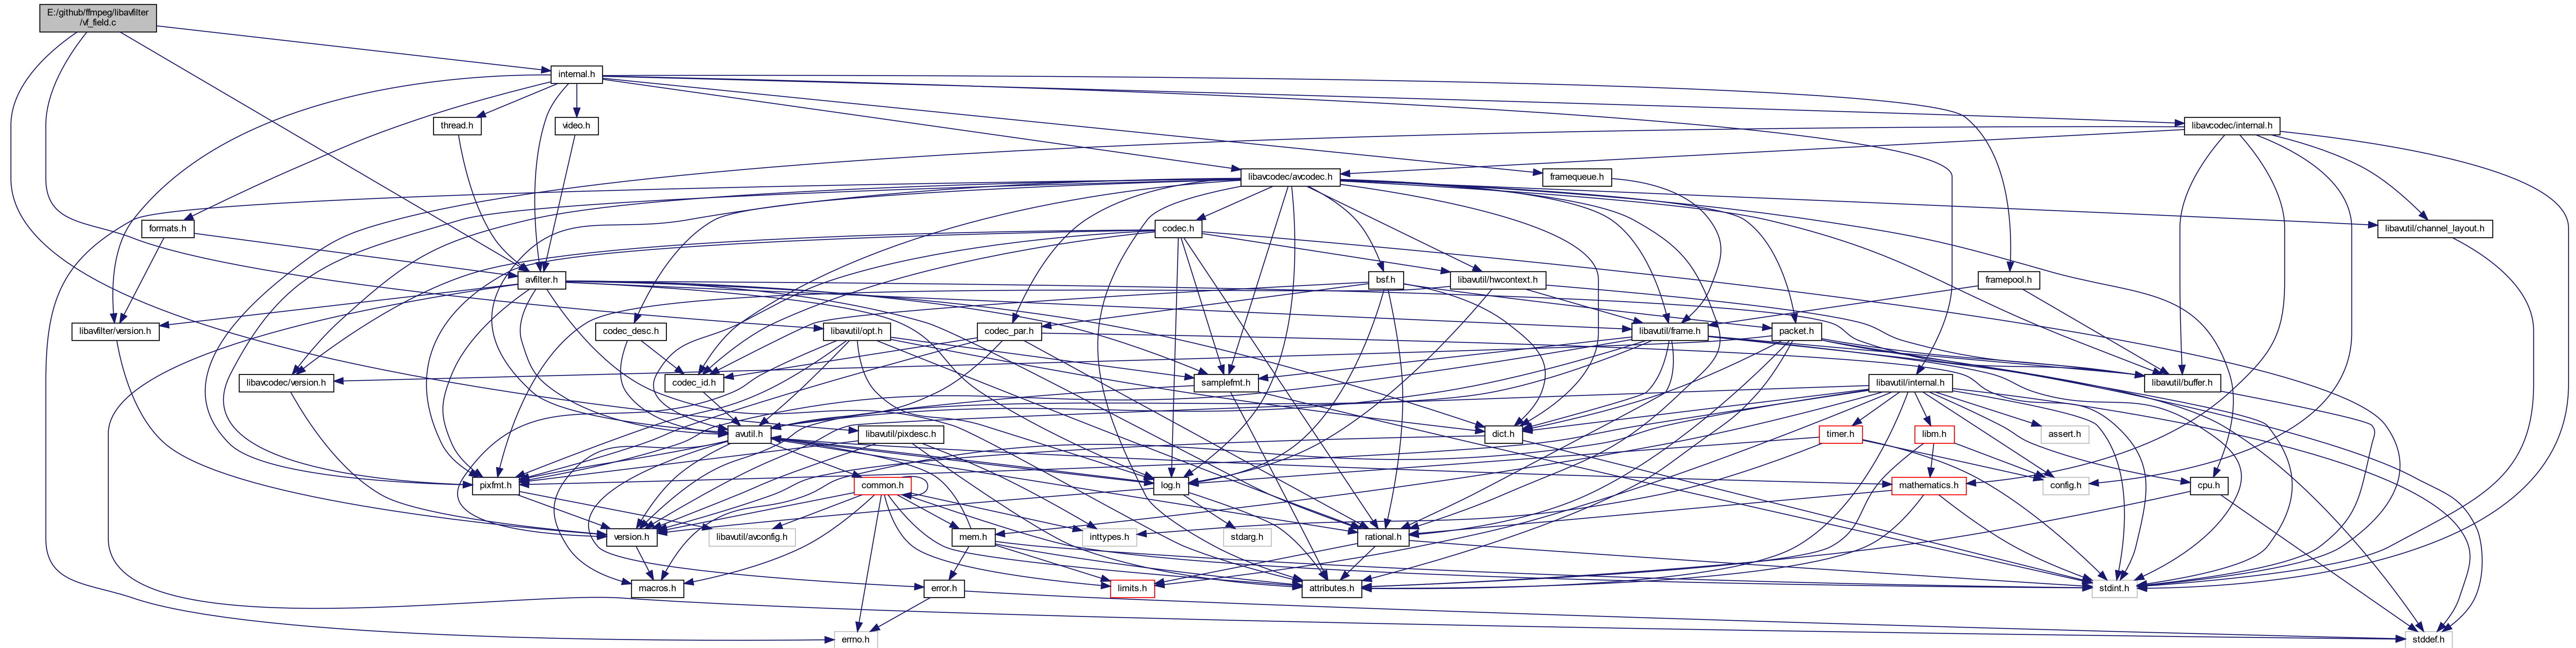 E:/github/ffmpeg/libavfilter
/vf_field.c
internal.h
thread.h
video.h
libavcodec/internal.h
libavcodec/avcodec.h
framequeue.h
formats.h
codec.h
libavutil/channel_layout.h
avfilter.h
bsf.h
libavutil/hwcontext.h
framepool.h
libavfilter/version.h
codec_desc.h
libavutil/opt.h
codec_par.h
libavutil/frame.h
packet.h
libavcodec/version.h
codec_id.h
samplefmt.h
libavutil/internal.h
libavutil/buffer.h
avutil.h
libavutil/pixdesc.h
dict.h
timer.h
libm.h
assert.h
pixfmt.h
common.h
log.h
mathematics.h
config.h
cpu.h
version.h
libavutil/avconfig.h
mem.h
inttypes.h
stdarg.h
rational.h
macros.h
error.h
limits.h
attributes.h
stdint.h
errno.h
stddef.h